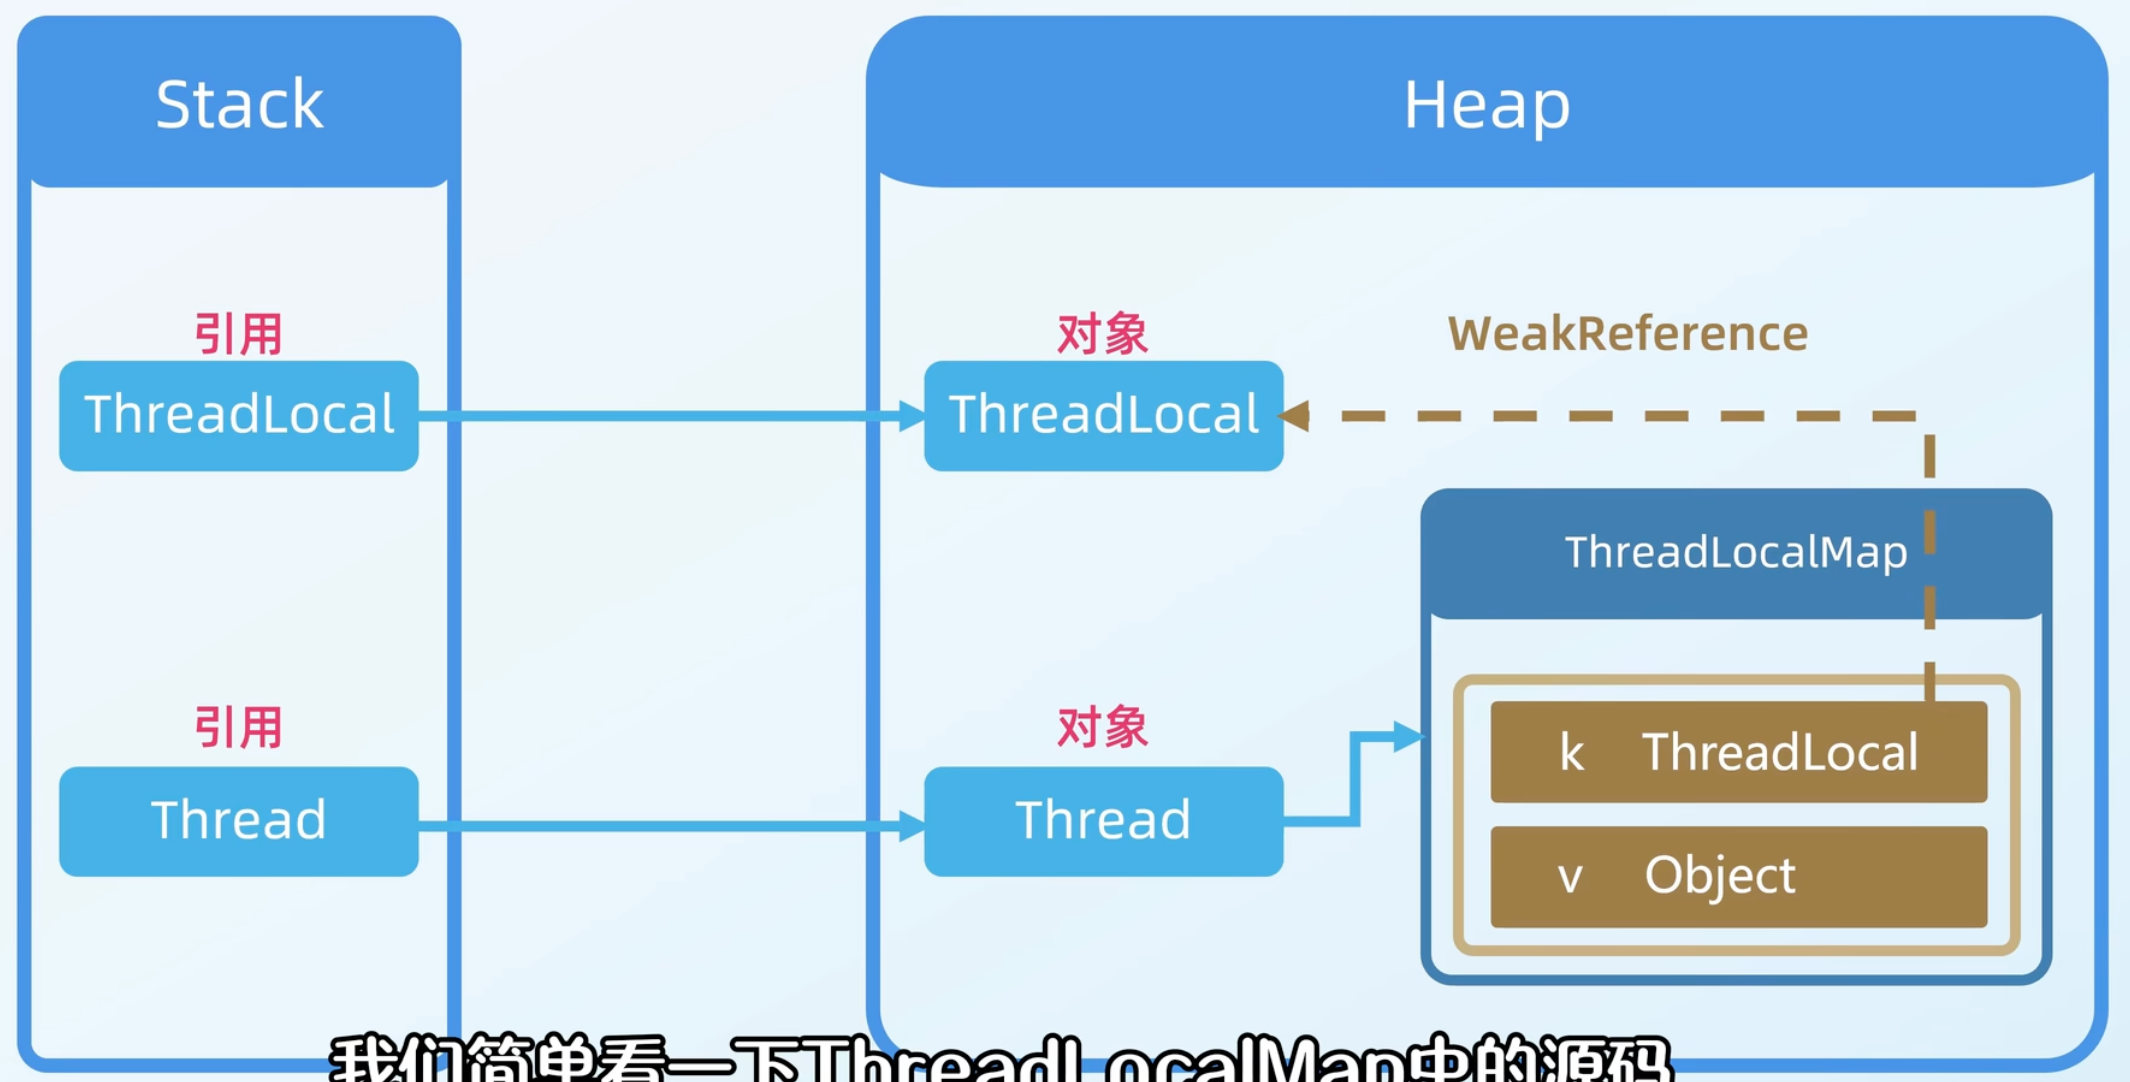 Stack
Heap
引用
对象
WeakReference
ThreadLocal
ThreadLocal
ThreadLocalMap
引用
对象
k ThreadLocal
Thread
Thread
v Object
我们简单看一下ThreadLocalMap中的源码